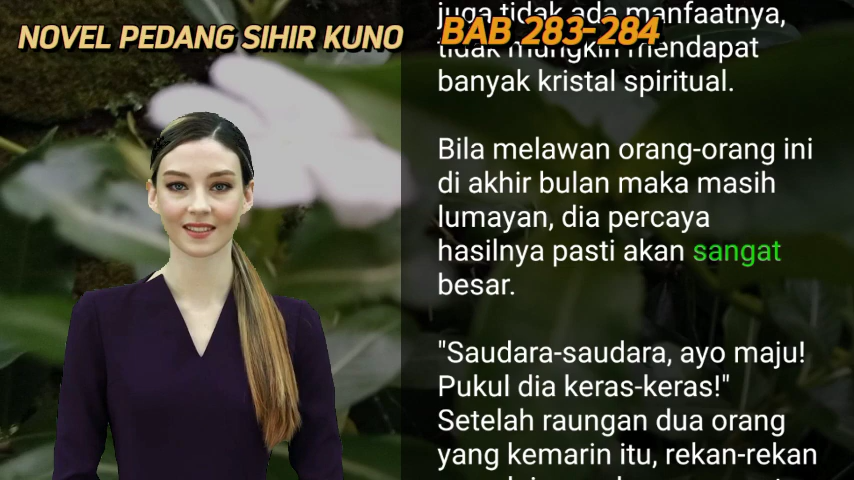 NOVEL PEDANG SIHIR KUNO
BAB 283-284
juga tidak ada manfaatnya,
tidak mungkin mendapat
banyak kristal spiritual.
Bila melawan orang-orang ini
di akhir bulan maka masih
lumayan, dia percaya
hasilnya pasti akan sangat
besar.
"Saudara-saudara, ayo maju!
Pukul dia keras-keras!"
Setelah raungan dua orang
yang kemarin itu, rekan-rekan